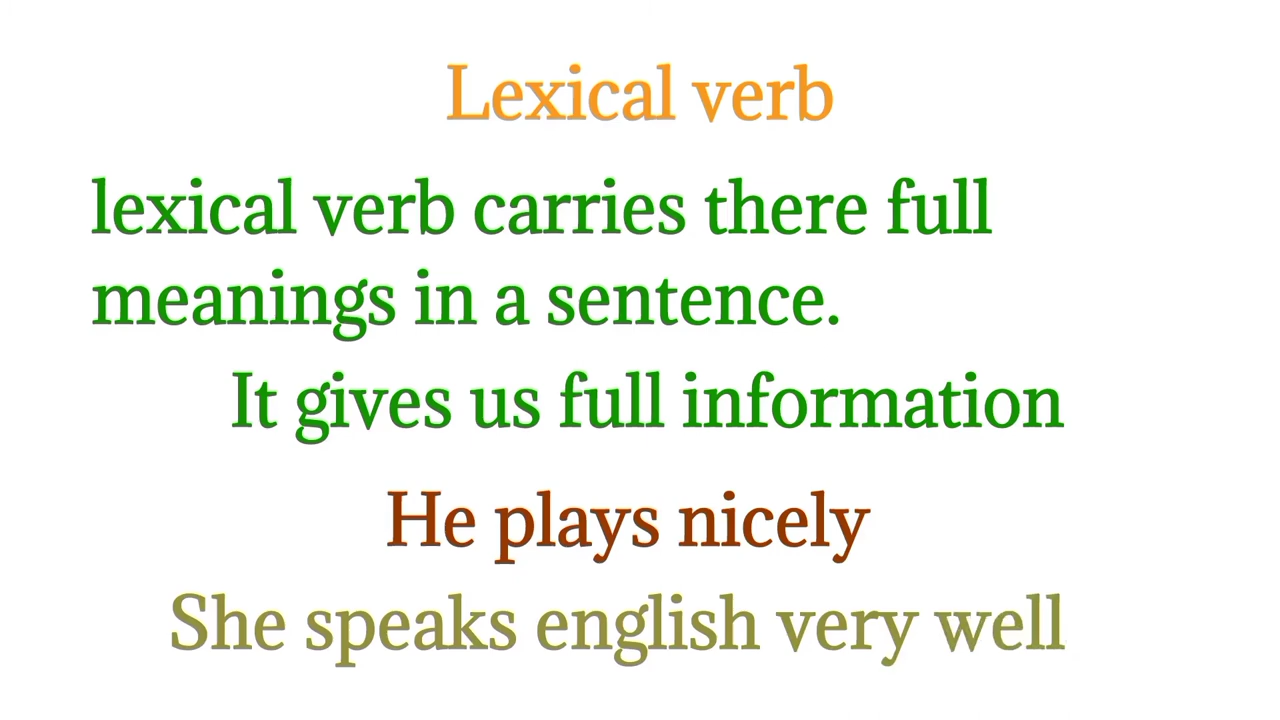 Lexical verb
lexical verb carries there full
meanings in a sentence.
It gives us full information
He plays nicely
She speaks english very well